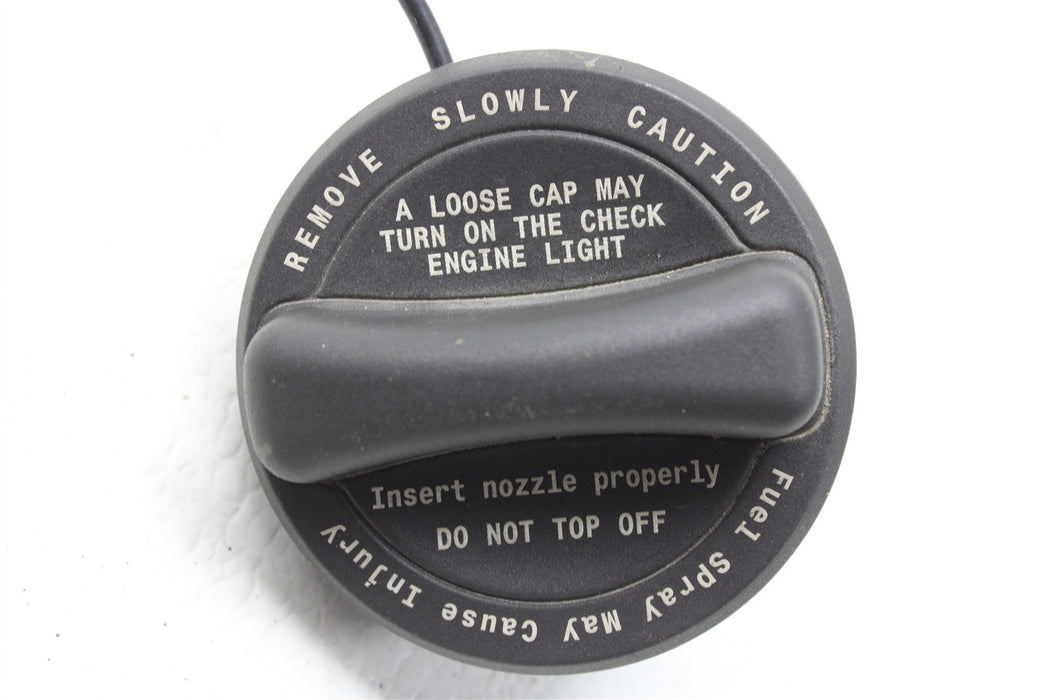 REMOVE SLOWLY CAUTION
A LOOSE CAP MAY
TURN ON THE CHECK
ENGINE LIGHT
Insert nozzle properly
DO NOT TOP OFF
Fuel SPray May Cause Injury